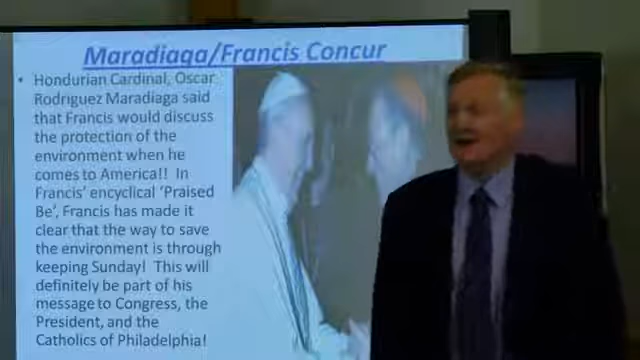 Maradiaga/Francis Concur
• Hondurian Cardinal, Oscar
Rodriguez Maradiaga said
that Francis would discuss
the protection of the
environment when he
comes to America!! In
Francis' encyclical 'Praised
Be', Francis has made it
clear that the way to save
the environment is through
keeping Sunday! This will
definitely be part of his
message to Congress, the
President, and the
Catholics of Philadelphia!